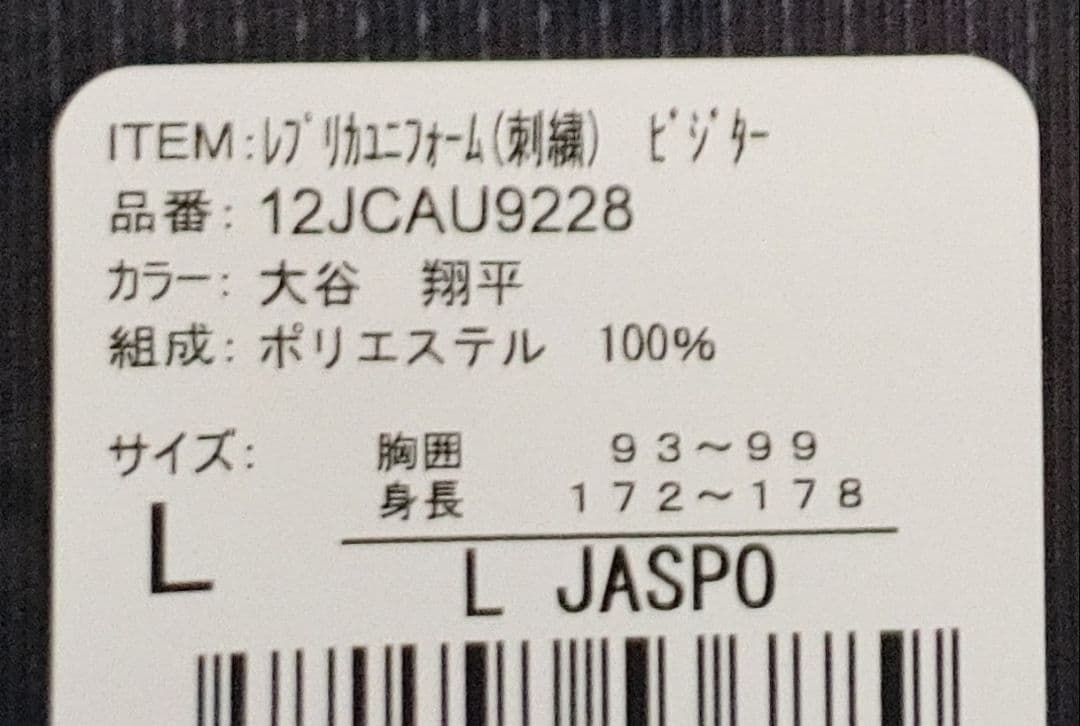 ITEM:ﾚﾌﾟﾘｶﾕﾆﾌｫｰﾑ(刺繍)　ﾋﾞｼﾞﾀｰ
品番: 12JCAU9228
カラー: 大谷　翔平
組成: ポリエステル　100%
サイズ:　胸囲　９３～９９
身長　１７２～１７８
L
L JASPO